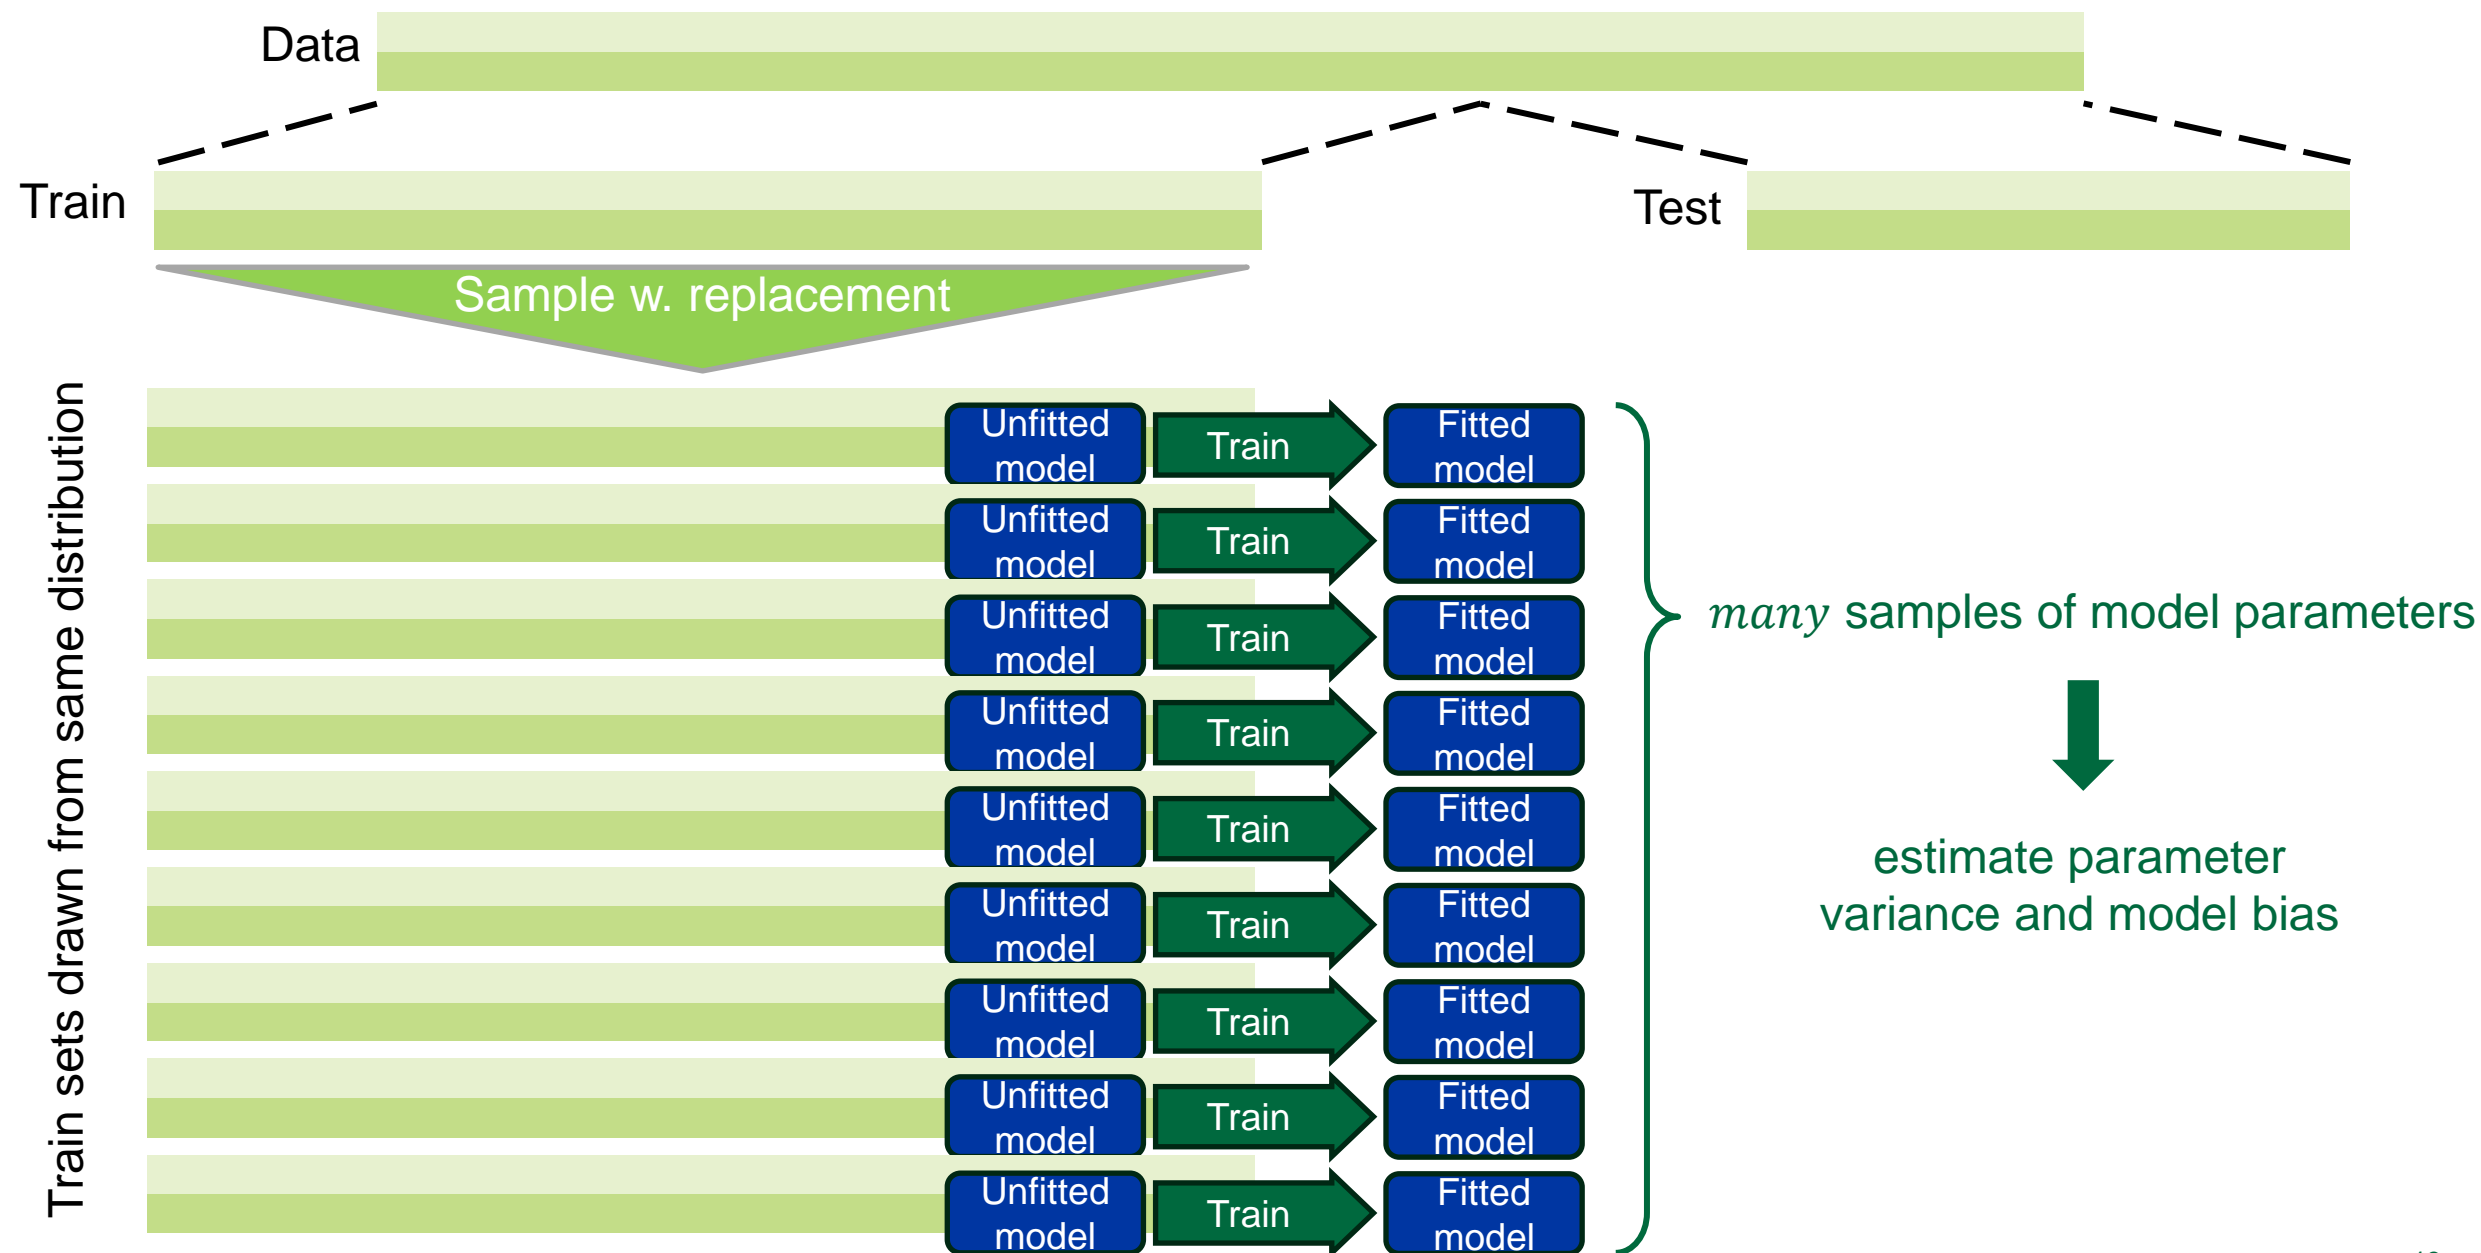 Data
Train
Test
Sample w. replacement
Train sets drawn from same distribution
Unfitted
model
Train
Fitted
model
Unfitted
model
Train
Fitted
model
Unfitted
model
Train
Fitted
model
Unfitted
model
Train
Fitted
model
Unfitted
model
Train
Fitted
model
Unfitted
model
Train
Fitted
model
Unfitted
model
Train
Fitted
model
Unfitted
model
Train
Fitted
model
Unfitted
model
Train
Fitted
model
many samples of model parameters
estimate parameter
variance and model bias